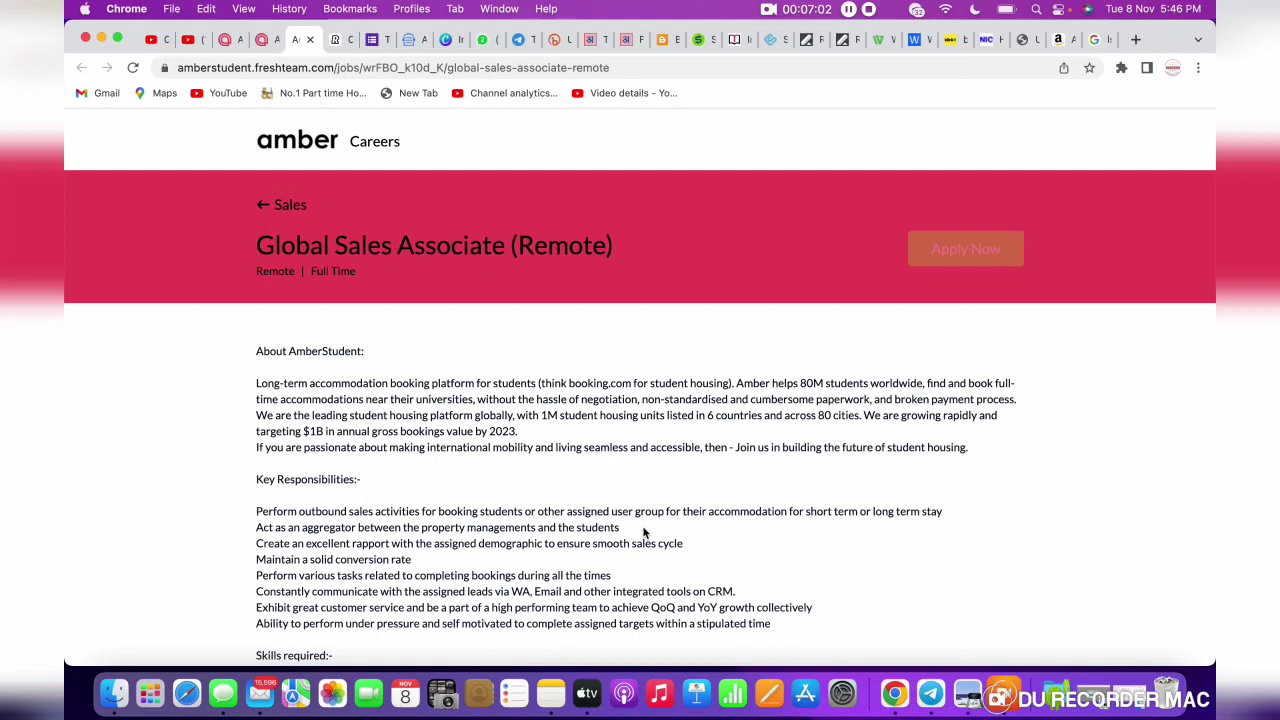 Chrome File Edit View History Bookmarks Profiles Tab Window Help 00:07:02 92 Tue 8 Nov 5:46 PM
amberstudent.freshteam.com/jobs/wrFBO_k10d_K/global-sales-associate-remote
Gmail Maps YouTube No.1 Part time Ho... New Tab Channel analytics... Video details - Yo...
amber Careers
← Sales
Global Sales Associate (Remote)
Remote | Full Time
Apply Now
About AmberStudent:
Long-term accommodation booking platform for students (think booking.com for student housing). Amber helps 80M students worldwide, find and book full-
time accommodations near their universities, without the hassle of negotiation, non-standardised and cumbersome paperwork, and broken payment process.
We are the leading student housing platform globally, with 1M student housing units listed in 6 countries and across 80 cities. We are growing rapidly and
targeting $1B in annual gross bookings value by 2023.
If you are passionate about making international mobility and living seamless and accessible, then - Join us in building the future of student housing.
Key Responsibilities:-
Perform outbound sales activities for booking students or other assigned user group for their accommodation for short term or long term stay
Act as an aggregator between the property managements and the students
Create an excellent rapport with the assigned demographic to ensure smooth sales cycle
Maintain a solid conversion rate
Perform various tasks related to completing bookings during all the times
Constantly communicate with the assigned leads via WA, Email and other integrated tools on CRM.
Exhibit great customer service and be a part of a high performing team to achieve QoQ and YoY growth collectively
Ability to perform under pressure and self motivated to complete assigned targets within a stipulated time
Skills required:-
15,696
NOV
8
tv
DU RECORDER MAC